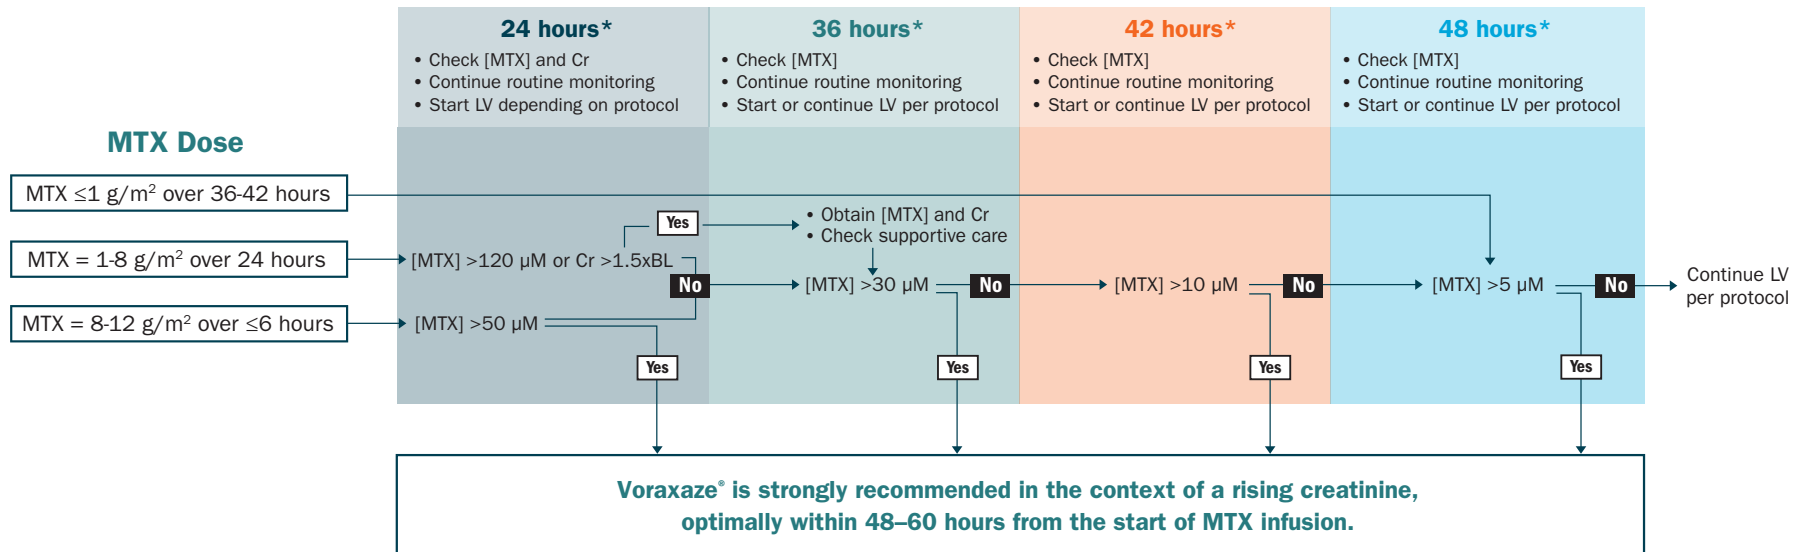 24 hours*
• Check [MTX] and Cr
• Continue routine monitoring
• Start LV depending on protocol
36 hours*
• Check [MTX]
• Continue routine monitoring
• Start or continue LV per protocol
42 hours*
• Check [MTX]
• Continue routine monitoring
• Start or continue LV per protocol
48 hours*
• Check [MTX]
• Continue routine monitoring
• Start or continue LV per protocol
MTX Dose
MTX ≤1 g/m² over 36-42 hours
MTX = 1-8 g/m² over 24 hours
MTX = 8-12 g/m² over ≤6 hours
[MTX] >120 µM or Cr >1.5xBL
Yes
No
[MTX] >50 µM
Yes
• Obtain [MTX] and Cr
• Check supportive care
[MTX] >30 µM
No
Yes
[MTX] >10 µM
No
Yes
[MTX] >5 µM
No
Yes
Continue LV
per protocol
Voraxaze® is strongly recommended in the context of a rising creatinine,
optimally within 48–60 hours from the start of MTX infusion.